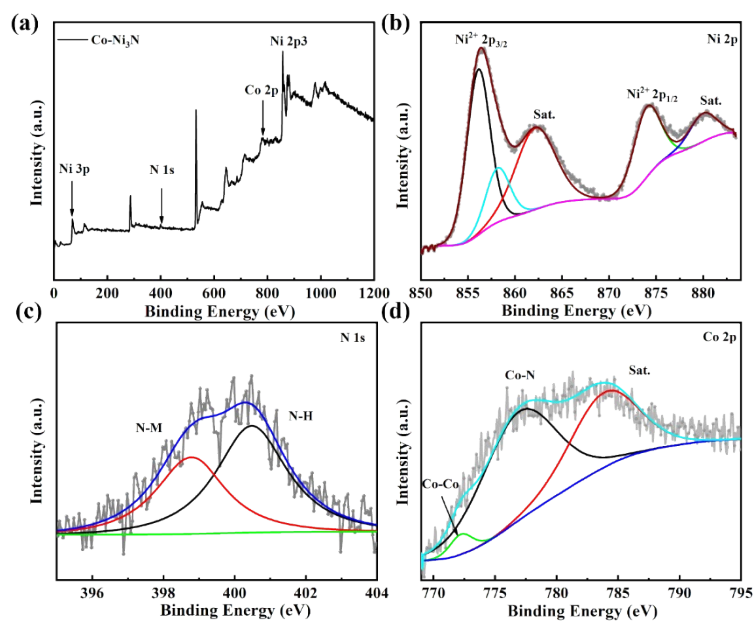 (a)
Co-Ni₃N
Ni 2p3
Co 2p
Ni 3p
N 1s
Intensity (a.u.)
0 200 400 600 800 1000 1200
Binding Energy (eV)
(b)
Ni 2p
Ni²⁺ 2p₃/₂
Sat.
Ni²⁺ 2p₁/₂
Sat.
Intensity (a.u.)
850 855 860 865 870 875 880
Binding Energy (eV)
(c)
N 1s
N-M
N-H
Intensity (a.u.)
396 398 400 402 404
Binding Energy (eV)
(d)
Co 2p
Co-N
Sat.
Co-Co
Intensity (a.u.)
770 775 780 785 790 795
Binding Energy (eV)